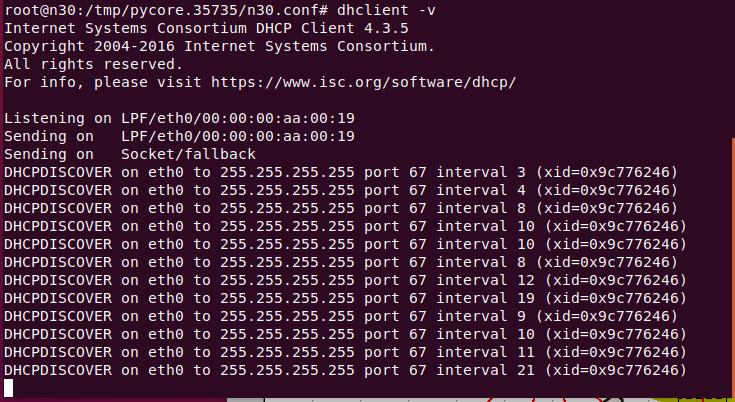 root@n30:/tmp/pycore.35735/n30.conf# dhclient -v
Internet Systems Consortium DHCP Client 4.3.5
Copyright 2004-2016 Internet Systems Consortium.
All rights reserved.
For info, please visit https://www.isc.org/software/dhcp/

Listening on LPF/eth0/00:00:00:aa:00:19
Sending on   LPF/eth0/00:00:00:aa:00:19
Sending on   Socket/fallback
DHCPDISCOVER on eth0 to 255.255.255.255 port 67 interval 3 (xid=0x9c776246)
DHCPDISCOVER on eth0 to 255.255.255.255 port 67 interval 4 (xid=0x9c776246)
DHCPDISCOVER on eth0 to 255.255.255.255 port 67 interval 8 (xid=0x9c776246)
DHCPDISCOVER on eth0 to 255.255.255.255 port 67 interval 10 (xid=0x9c776246)
DHCPDISCOVER on eth0 to 255.255.255.255 port 67 interval 10 (xid=0x9c776246)
DHCPDISCOVER on eth0 to 255.255.255.255 port 67 interval 8 (xid=0x9c776246)
DHCPDISCOVER on eth0 to 255.255.255.255 port 67 interval 12 (xid=0x9c776246)
DHCPDISCOVER on eth0 to 255.255.255.255 port 67 interval 19 (xid=0x9c776246)
DHCPDISCOVER on eth0 to 255.255.255.255 port 67 interval 9 (xid=0x9c776246)
DHCPDISCOVER on eth0 to 255.255.255.255 port 67 interval 10 (xid=0x9c776246)
DHCPDISCOVER on eth0 to 255.255.255.255 port 67 interval 11 (xid=0x9c776246)
DHCPDISCOVER on eth0 to 255.255.255.255 port 67 interval 21 (xid=0x9c776246)